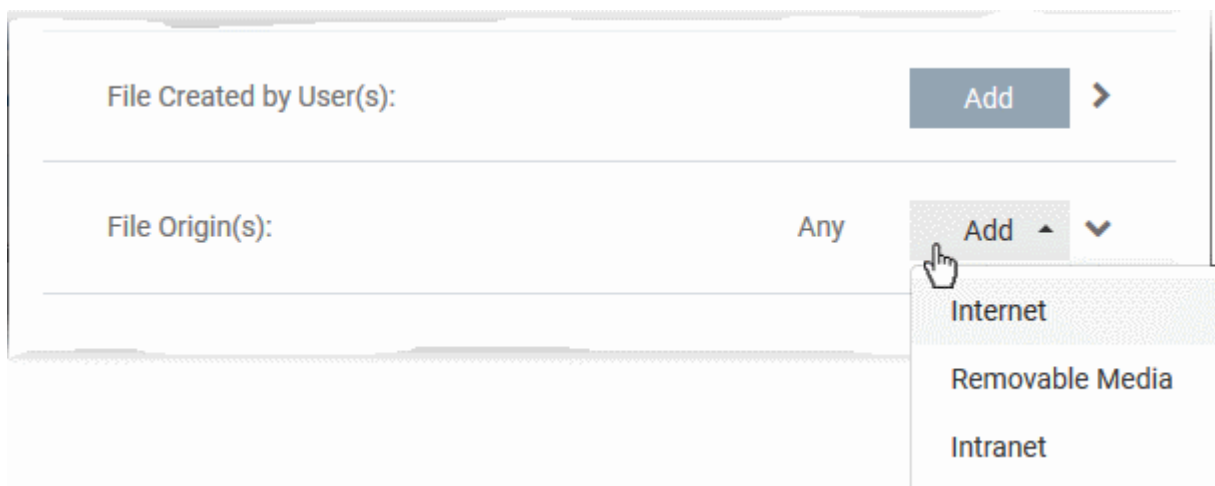 File Created by User(s): Add
File Origin(s): Any Add
Internet
Removable Media
Intranet